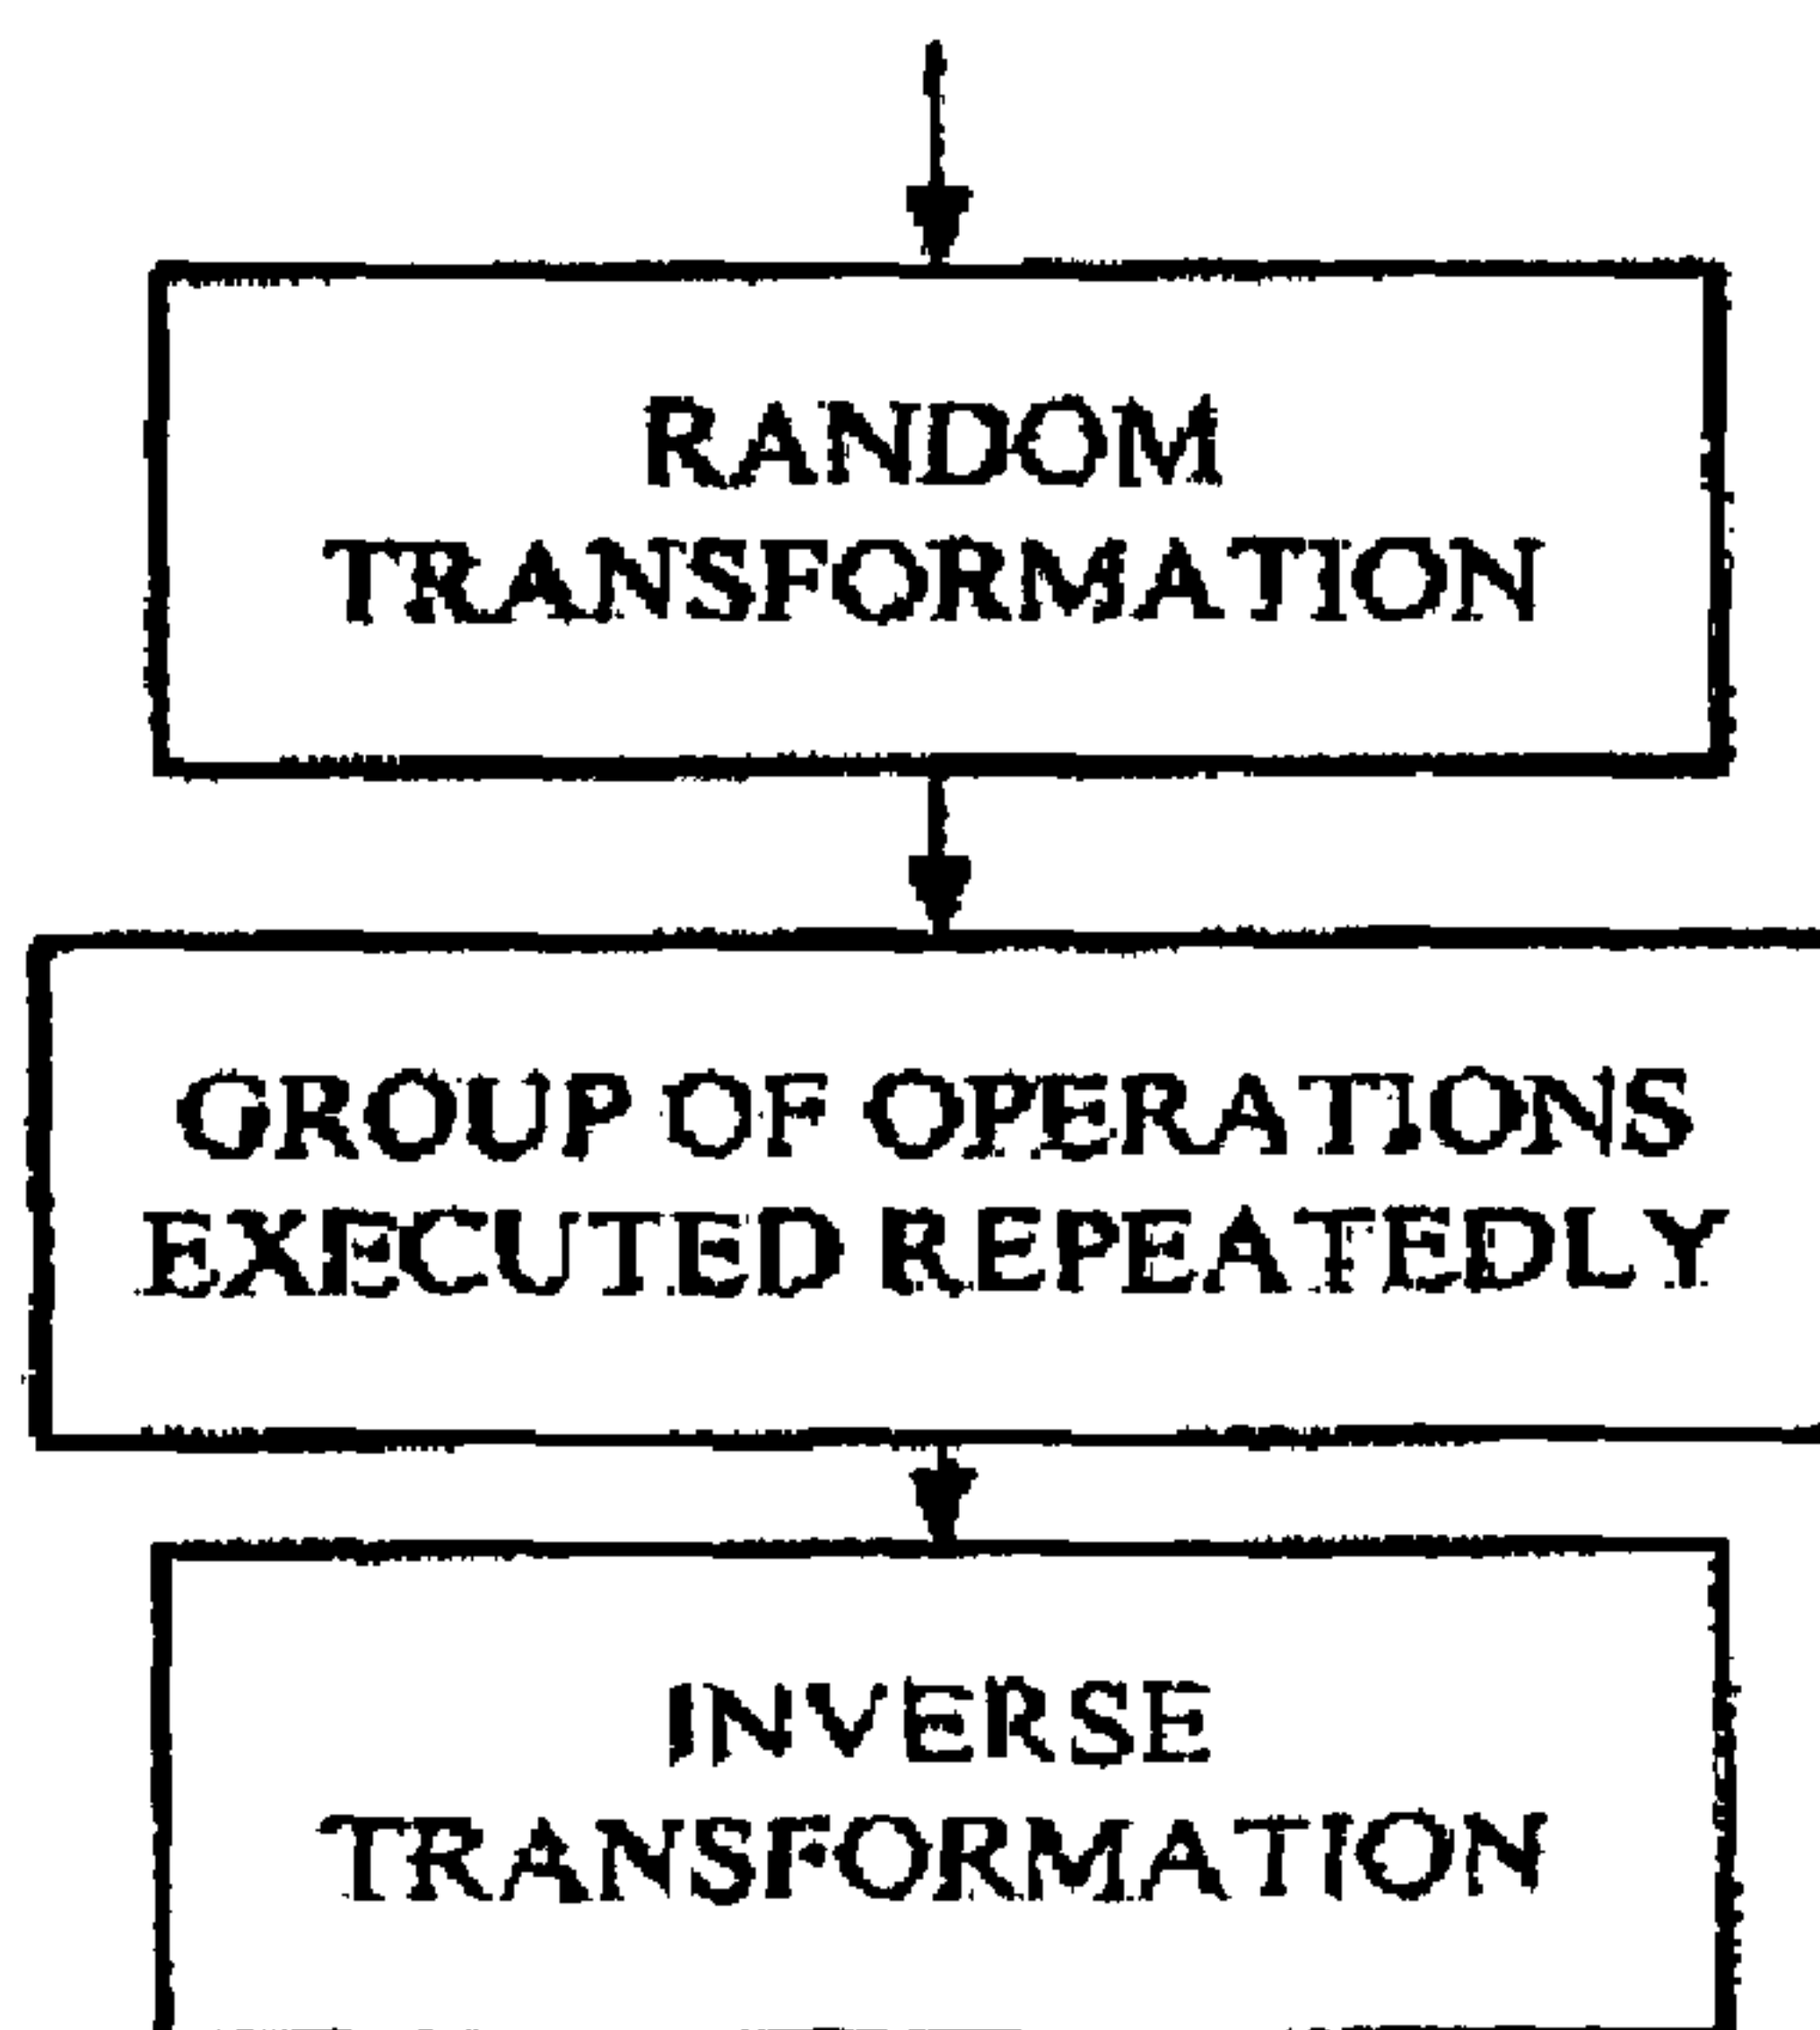 RANDOM
TRANSFORMATION
GROUP OF OPERATIONS
EXECUTED REPEATEDLY
INVERSE
TRANSFORMATION